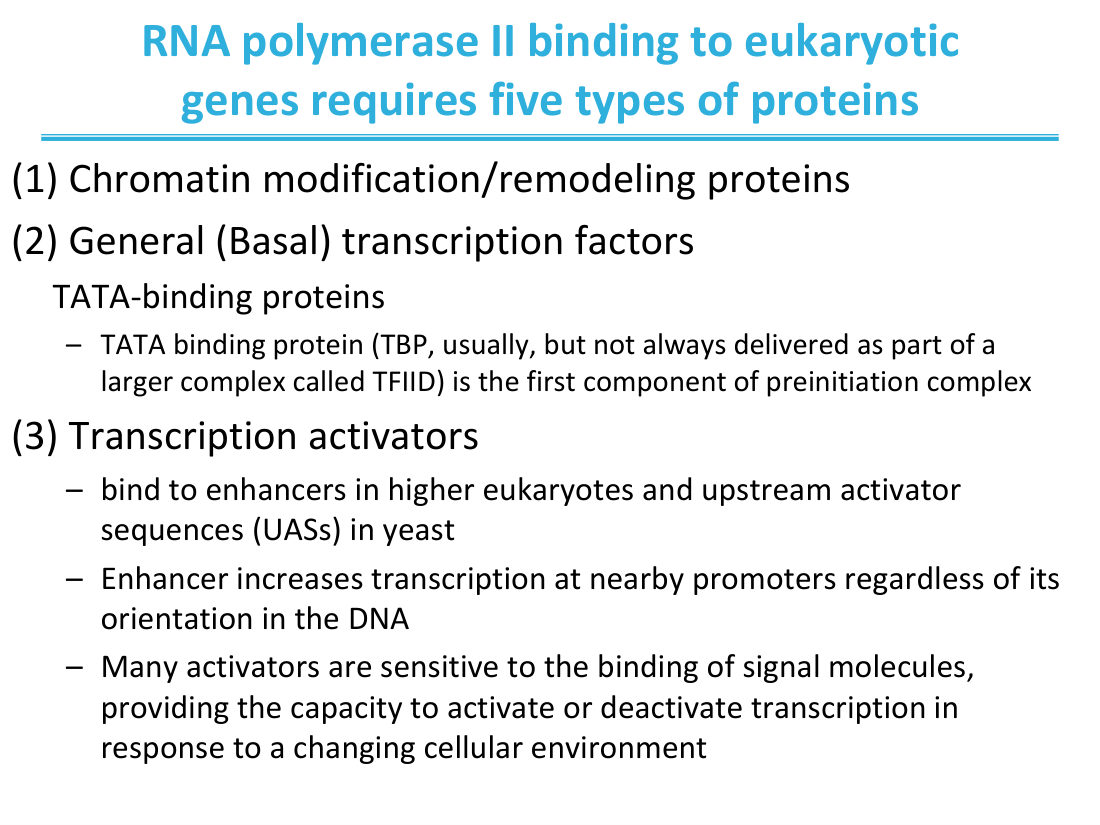 RNA polymerase II binding to eukaryotic
genes requires five types of proteins
(1) Chromatin modification/remodeling proteins
(2) General (Basal) transcription factors
TATA-binding proteins
– TATA binding protein (TBP, usually, but not always delivered as part of a
larger complex called TFIID) is the first component of preinitiation complex
(3) Transcription activators
– bind to enhancers in higher eukaryotes and upstream activator
sequences (UASs) in yeast
– Enhancer increases transcription at nearby promoters regardless of its
orientation in the DNA
– Many activators are sensitive to the binding of signal molecules,
providing the capacity to activate or deactivate transcription in
response to a changing cellular environment